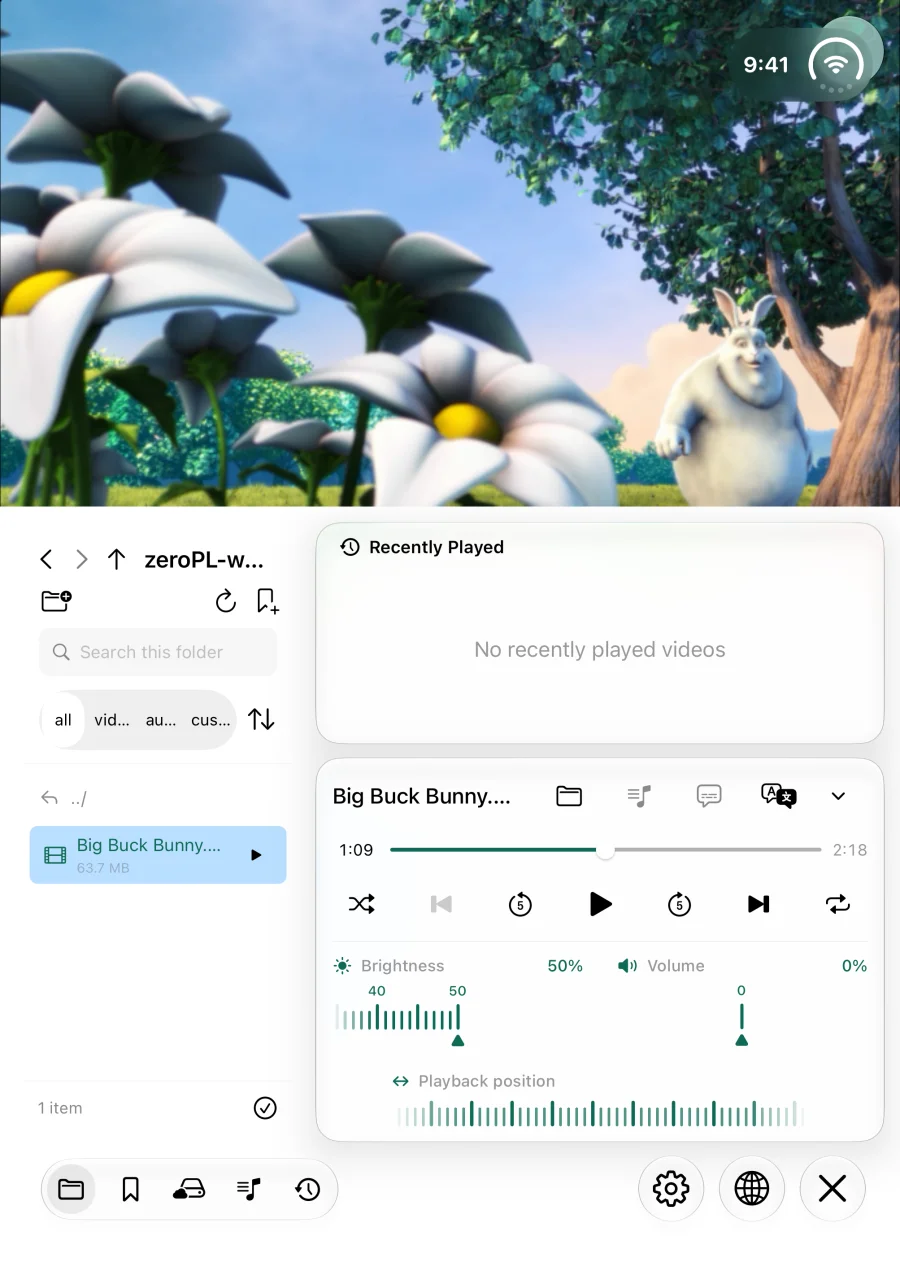 9:41
zeroPL-w...
Search this folder
all vid... au... cus...
../
Big Buck Bunny....
63.7 MB
1 item
Recently Played
No recently played videos
Big Buck Bunny....
A 文
1:09 2:18
5 5
Brightness 50% Volume 0%
40 50 0
Playback position